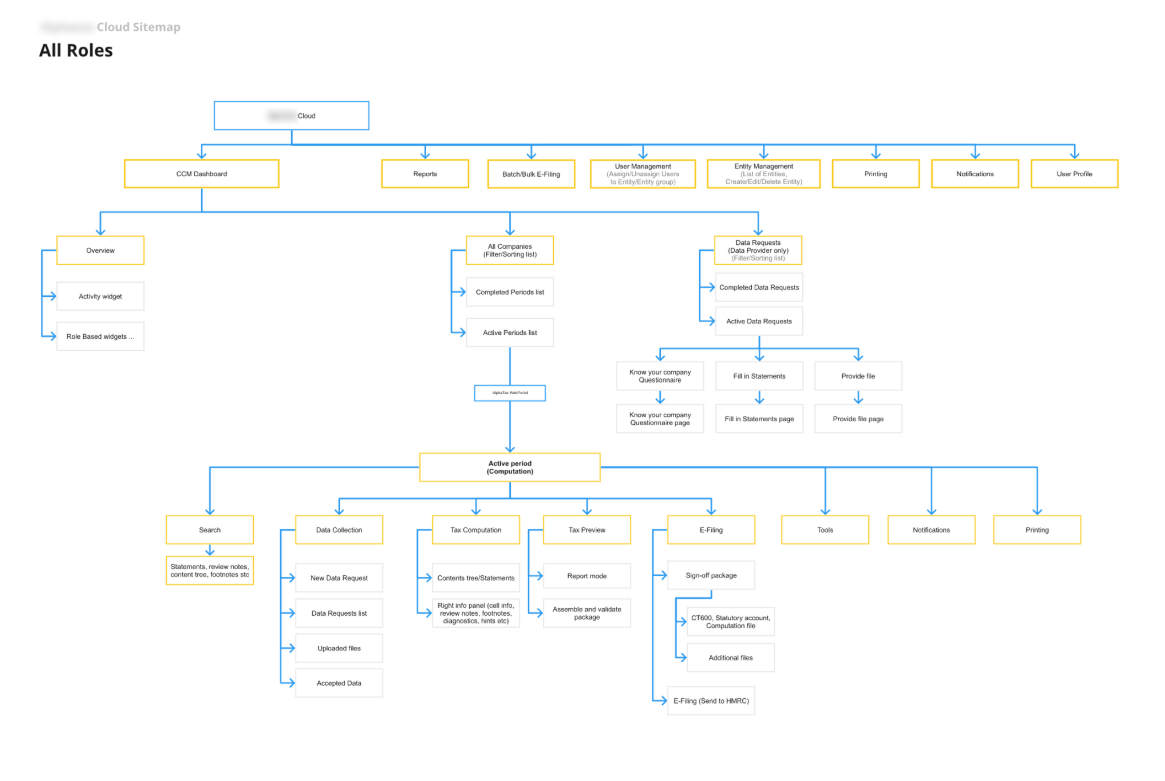 Cloud Sitemap
All Roles
Cloud
CCM Dashboard
Reports
Batch/Bulk E-Filing
User Management
(Assign/Unassign Users
to Entity/Entity group)
Entity Management
(List of Entities,
Create/Edit/Delete Entity)
Printing
Notifications
User Profile
Overview
Activity widget
Role Based widgets ...
All Companies
(Filter/Sorting list)
Completed Periods list
Active Periods list
Data Requests
(Data Provider only)
(Filter/Sorting list)
Completed Data Requests
Active Data Requests
Know your company
Questionnaire
Fill in Statements
Provide file
Know your company
Questionnaire page
Fill in Statements page
Provide file page
Active period
(Computation)
Search
Statements, review notes,
content tree, footnotes etc
Data Collection
New Data Request
Data Requests list
Uploaded files
Accepted Data
Tax Computation
Contents tree/Statements
Right info panel (cell info,
review notes, footnotes,
diagnostics, hints etc)
Tax Preview
Report mode
Assemble and validate
package
E-Filing
Sign-off package
CT600, Statutory account,
Computation file
Additional files
E-Filing (Send to HMRC)
Tools
Notifications
Printing